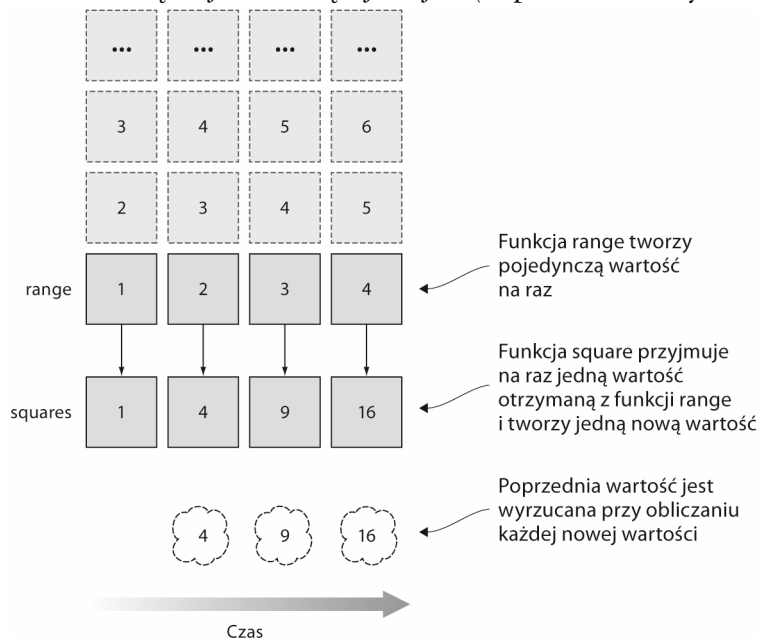 ... ... ... ...
3 4 5 6
2 3 4 5
range 1 2 3 4
Funkcja range tworzy
pojedynczą wartość
na raz
squares 1 4 9 16
Funkcja square przyjmuje
na raz jedną wartość
otrzymaną z funkcji range
i tworzy jedną nową wartość
4 9 16
Poprzednia wartość jest
wyrzucana przy obliczaniu
każdej nowej wartości
Czas